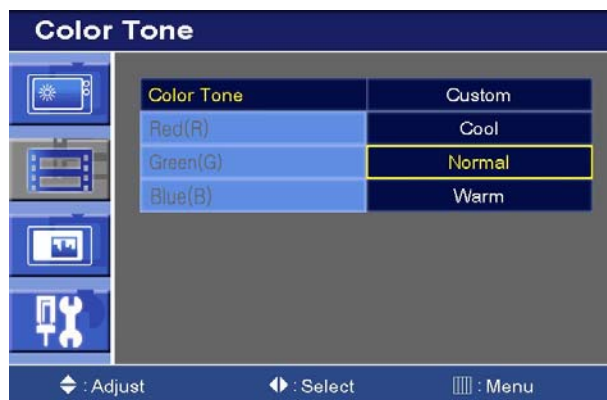 Color Tone
Color Tone Custom
Red(R) Cool
Green(G) Normal
Blue(B) Warm
: Adjust : Select : Menu